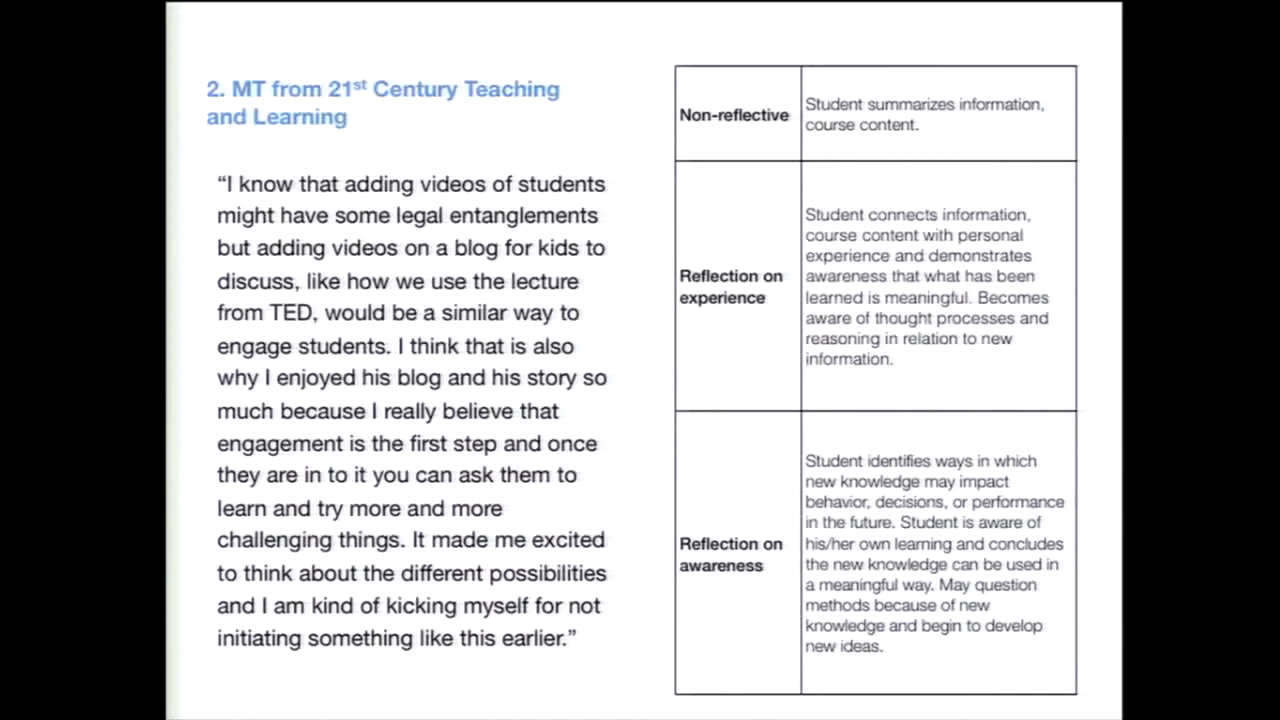 2. MT from 21st Century Teaching
and Learning
“I know that adding videos of students
might have some legal entanglements
but adding videos on a blog for kids to
discuss, like how we use the lecture
from TED, would be a similar way to
engage students. I think that is also
why I enjoyed his blog and his story so
much because I really believe that
engagement is the first step and once
they are in to it you can ask them to
learn and try more and more
challenging things. It made me excited
to think about the different possibilities
and I am kind of kicking myself for not
initiating something like this earlier.”
Non-reflective
Student summarizes information,
course content.
Reflection on
experience
Student connects information,
course content with personal
experience and demonstrates
awareness that what has been
learned is meaningful. Becomes
aware of thought processes and
reasoning in relation to new
information.
Reflection on
awareness
Student identifies ways in which
new knowledge may impact
behavior, decisions, or performance
in the future. Student is aware of
his/her own learning and concludes
the new knowledge can be used in
a meaningful way. May question
methods because of new
knowledge and begin to develop
new ideas.